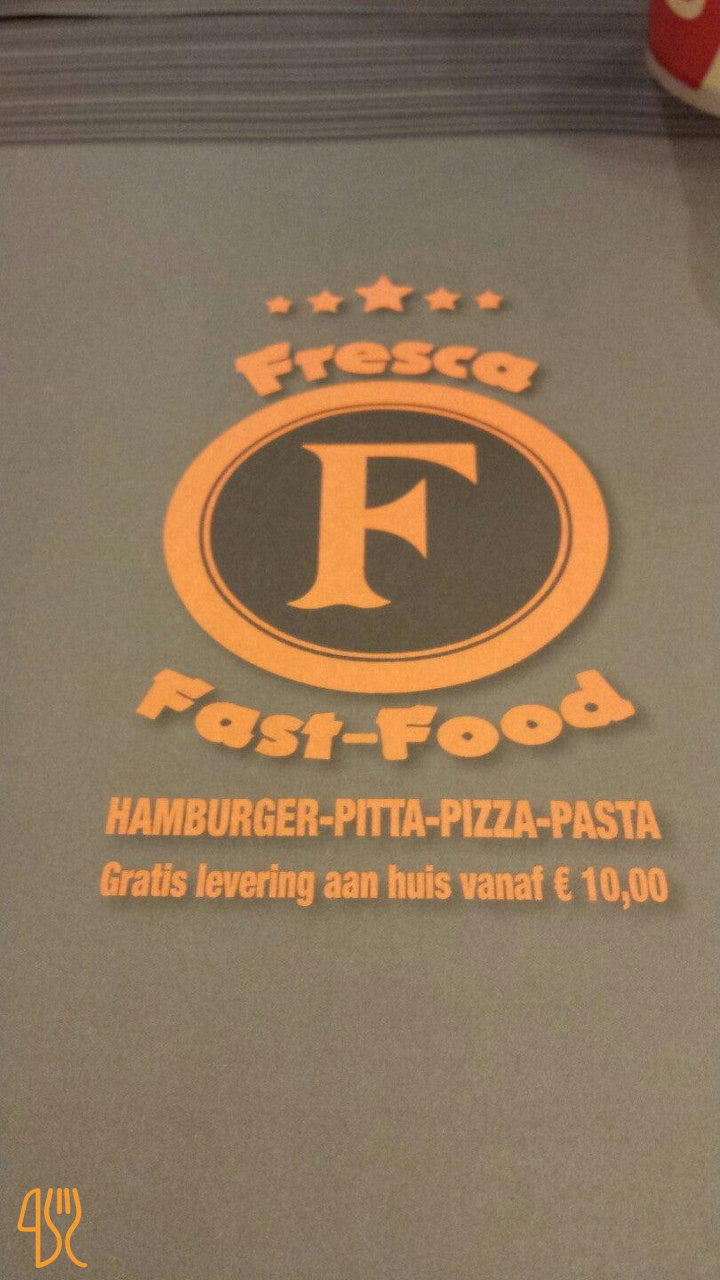 Fresca
F
Fast-Food
HAMBURGER-PITTA-PIZZA-PASTA
Gratis levering aan huis vanaf € 10,00